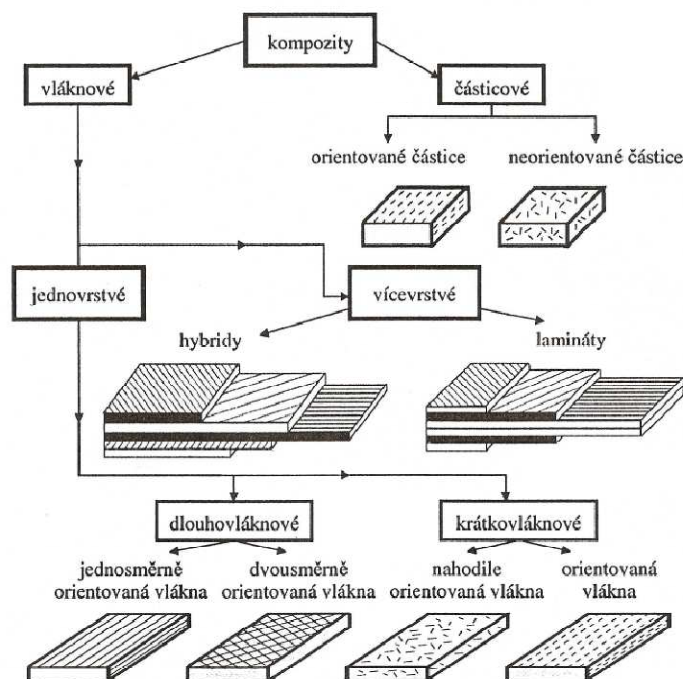 kompozity
vláknové
částicové
orientované částice
neorientované částice
jednovrstvé
vícevrstvé
hybridy
lamináty
dlouhovláknové
krátkovláknové
jednosměrně
orientovaná vlákna
dvousměrně
orientovaná vlákna
nahodile
orientovaná vlákna
orientovaná
vlákna